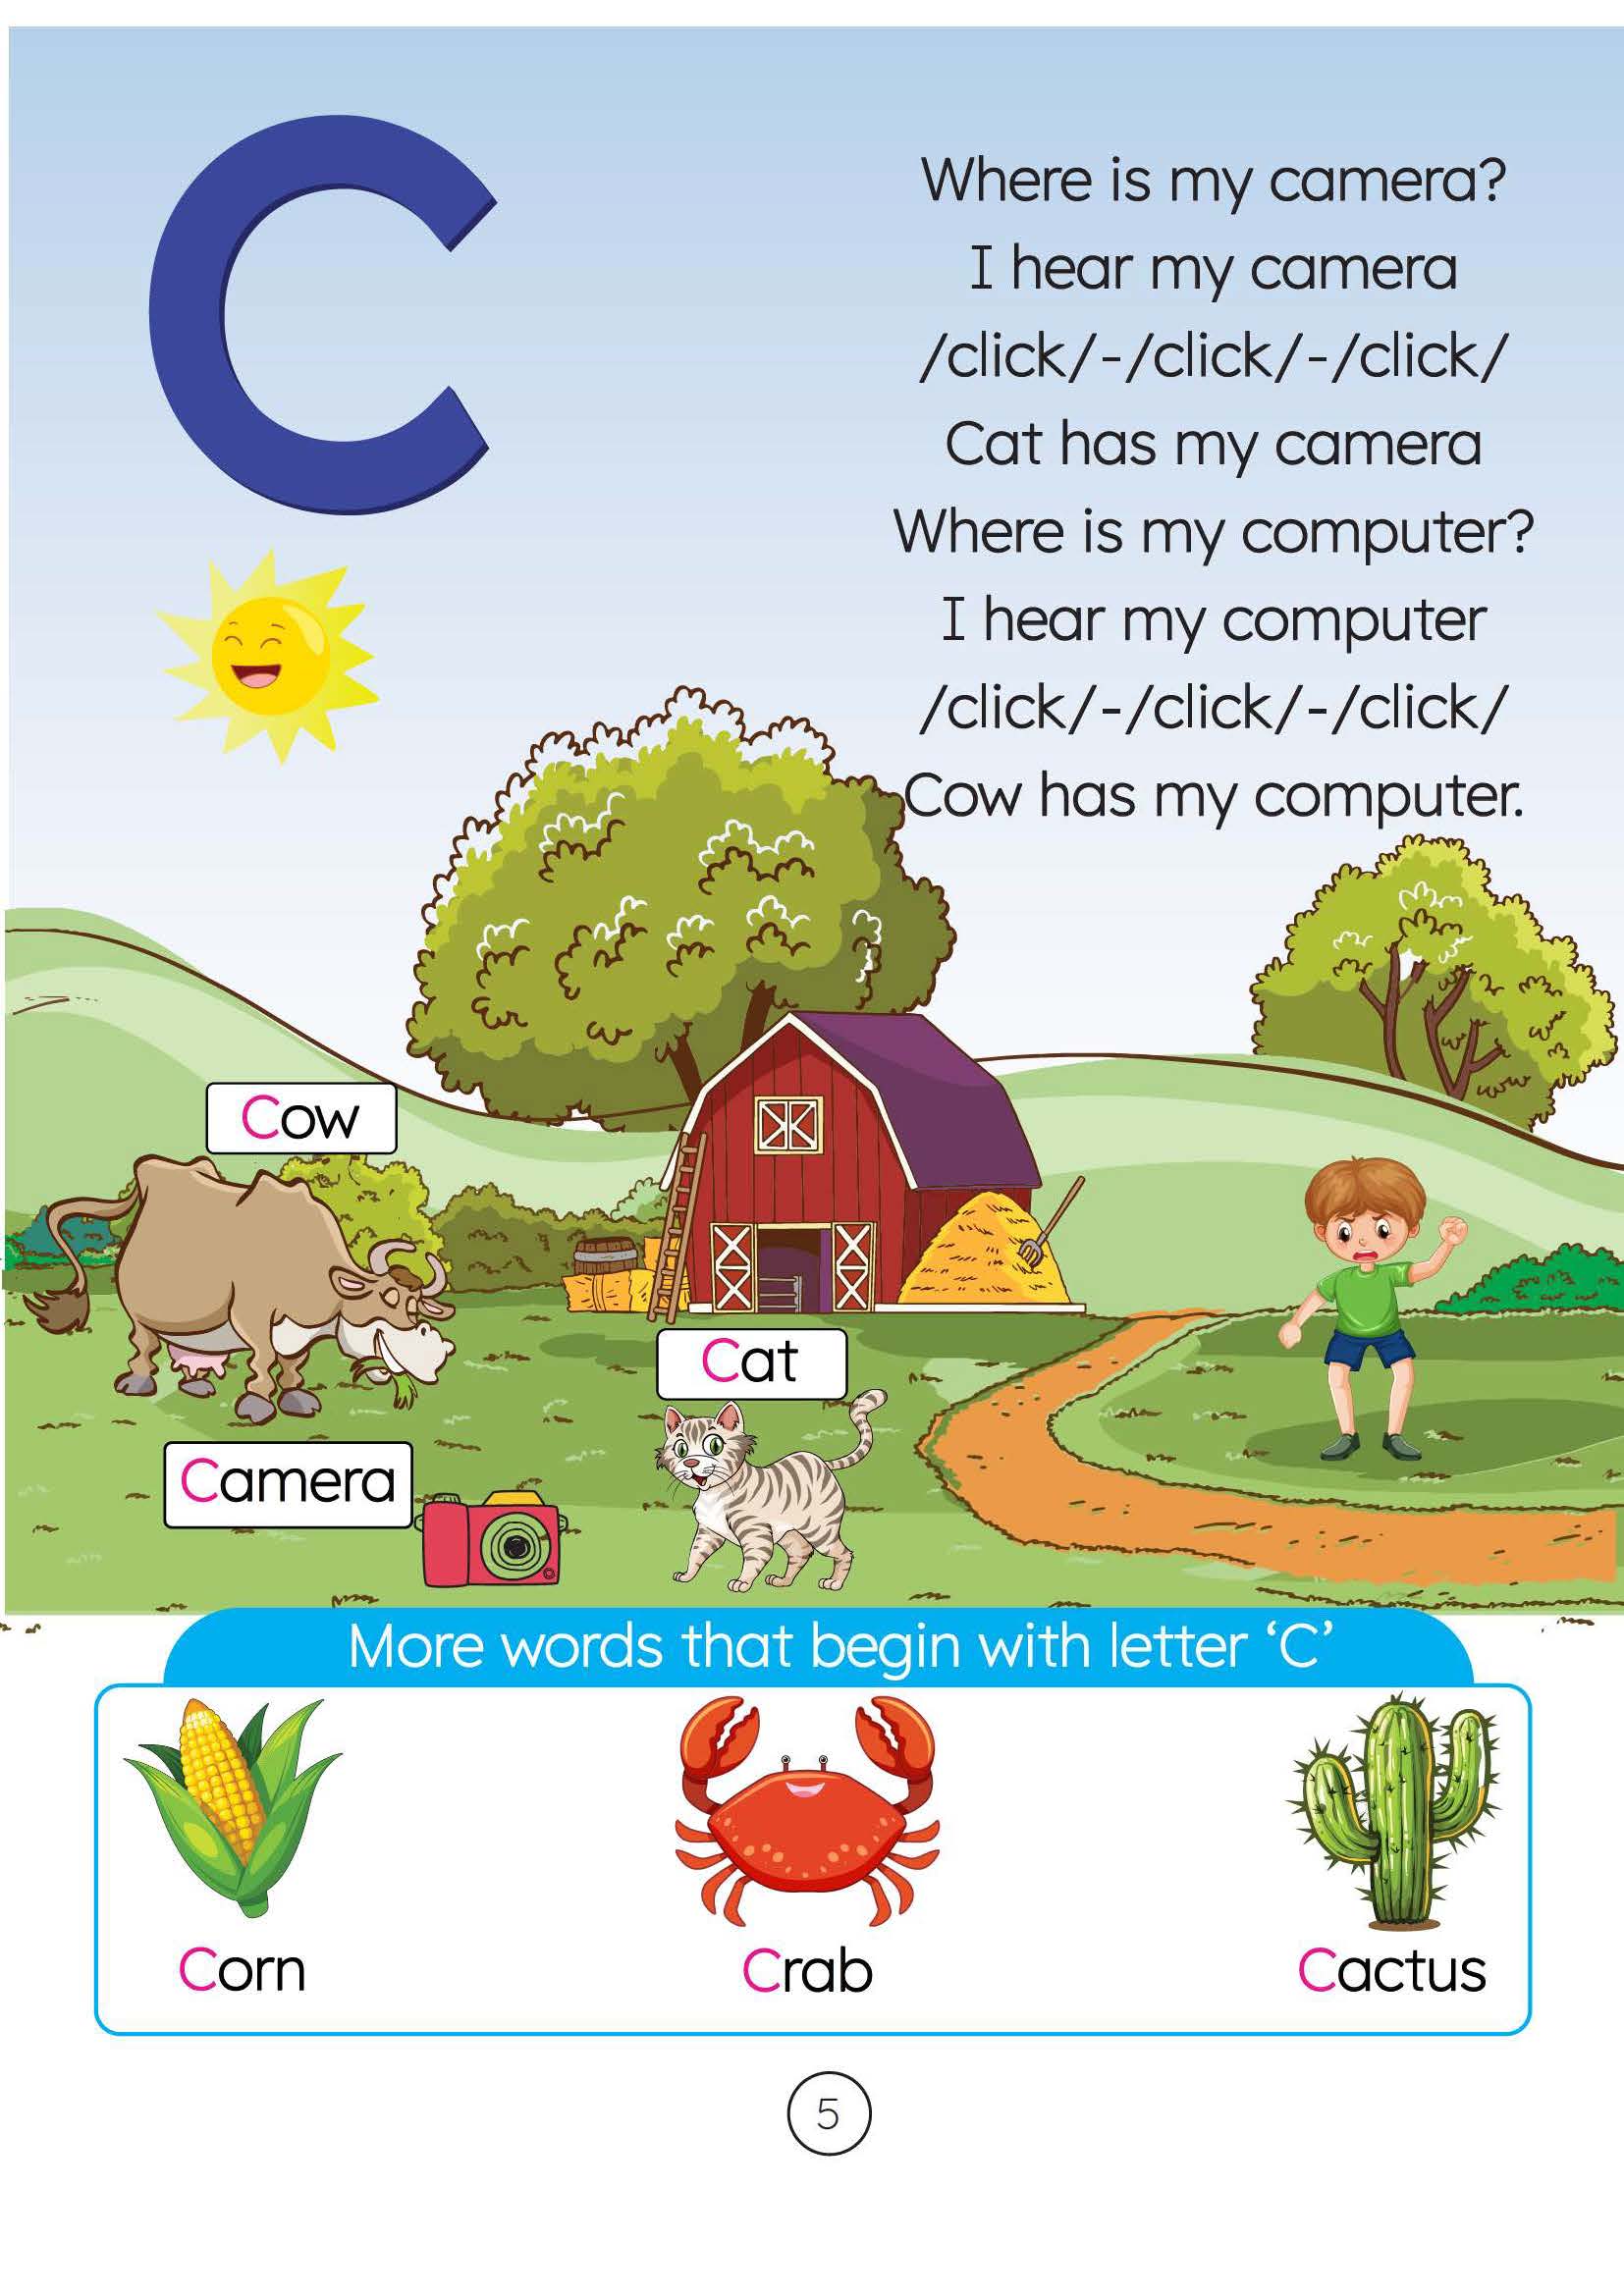 C
Where is my camera?
I hear my camera
/click/-/click/-/click/
Cat has my camera
Where is my computer?
I hear my computer
/click/-/click/-/click/
Cow has my computer.
Cow
Cat
Camera
More words that begin with letter ‘C’
Corn
Crab
Cactus
5